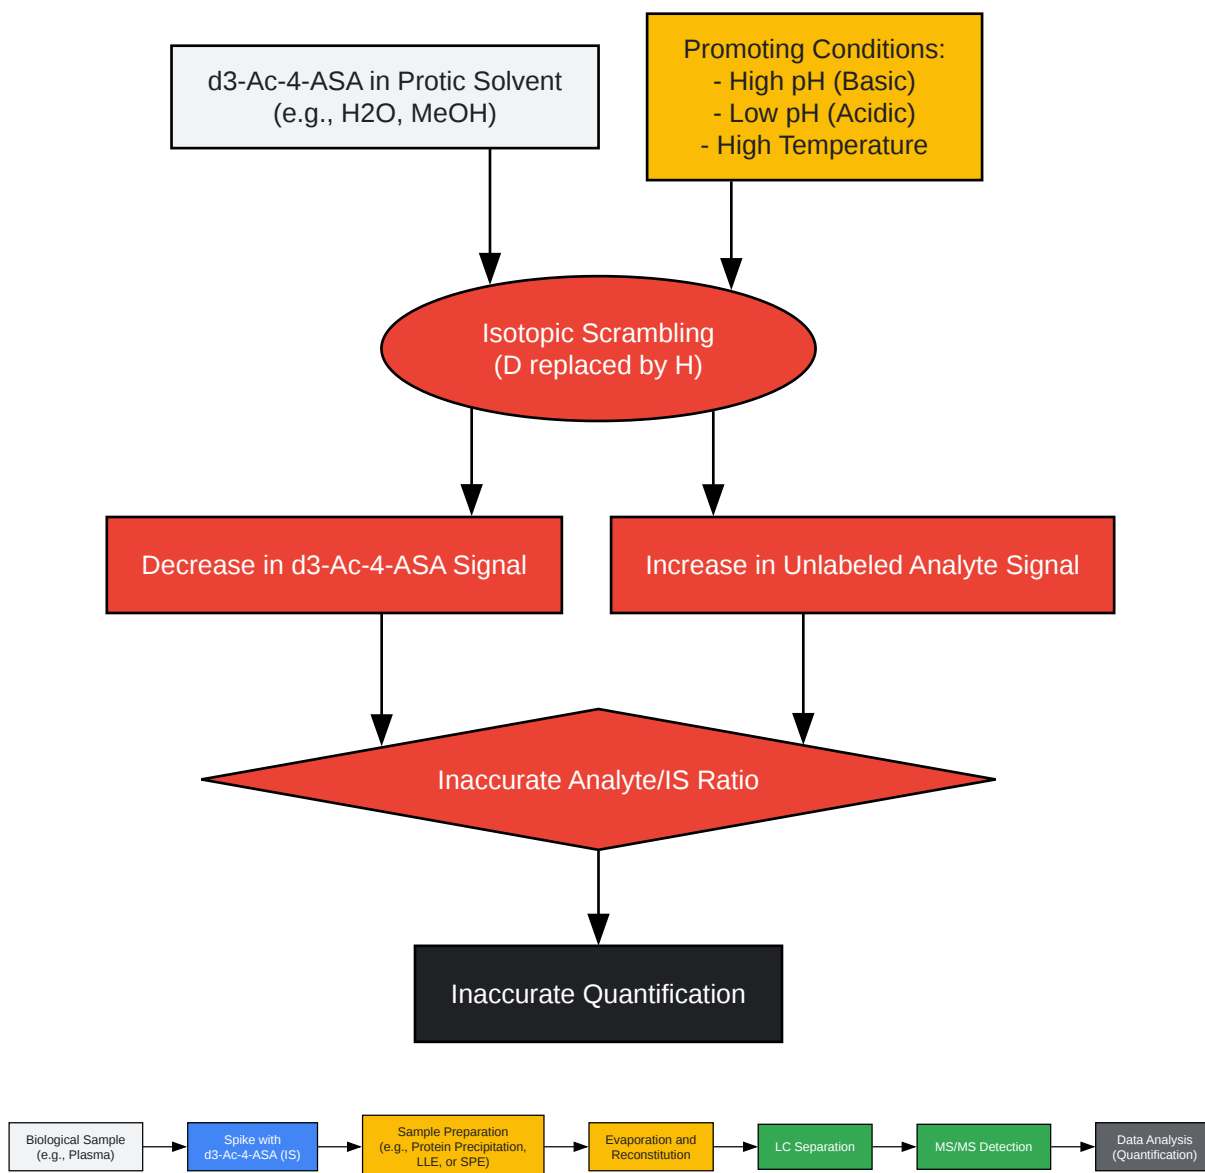 d3-Ac-4-ASA in Protic Solvent
(e.g., H2O, MeOH)
Promoting Conditions:
- High pH (Basic)
- Low pH (Acidic)
- High Temperature
Isotopic Scrambling
(D replaced by H)
Decrease in d3-Ac-4-ASA Signal
Increase in Unlabeled Analyte Signal
Inaccurate Analyte/IS Ratio
Inaccurate Quantification
Biological Sample
(e.g., Plasma)
Spike with
d3-Ac-4-ASA (IS)
Sample Preparation
(e.g., Protein Precipitation,
LLE, or SPE)
Evaporation and
Reconstitution
LC Separation
MS/MS Detection
Data Analysis
(Quantification)